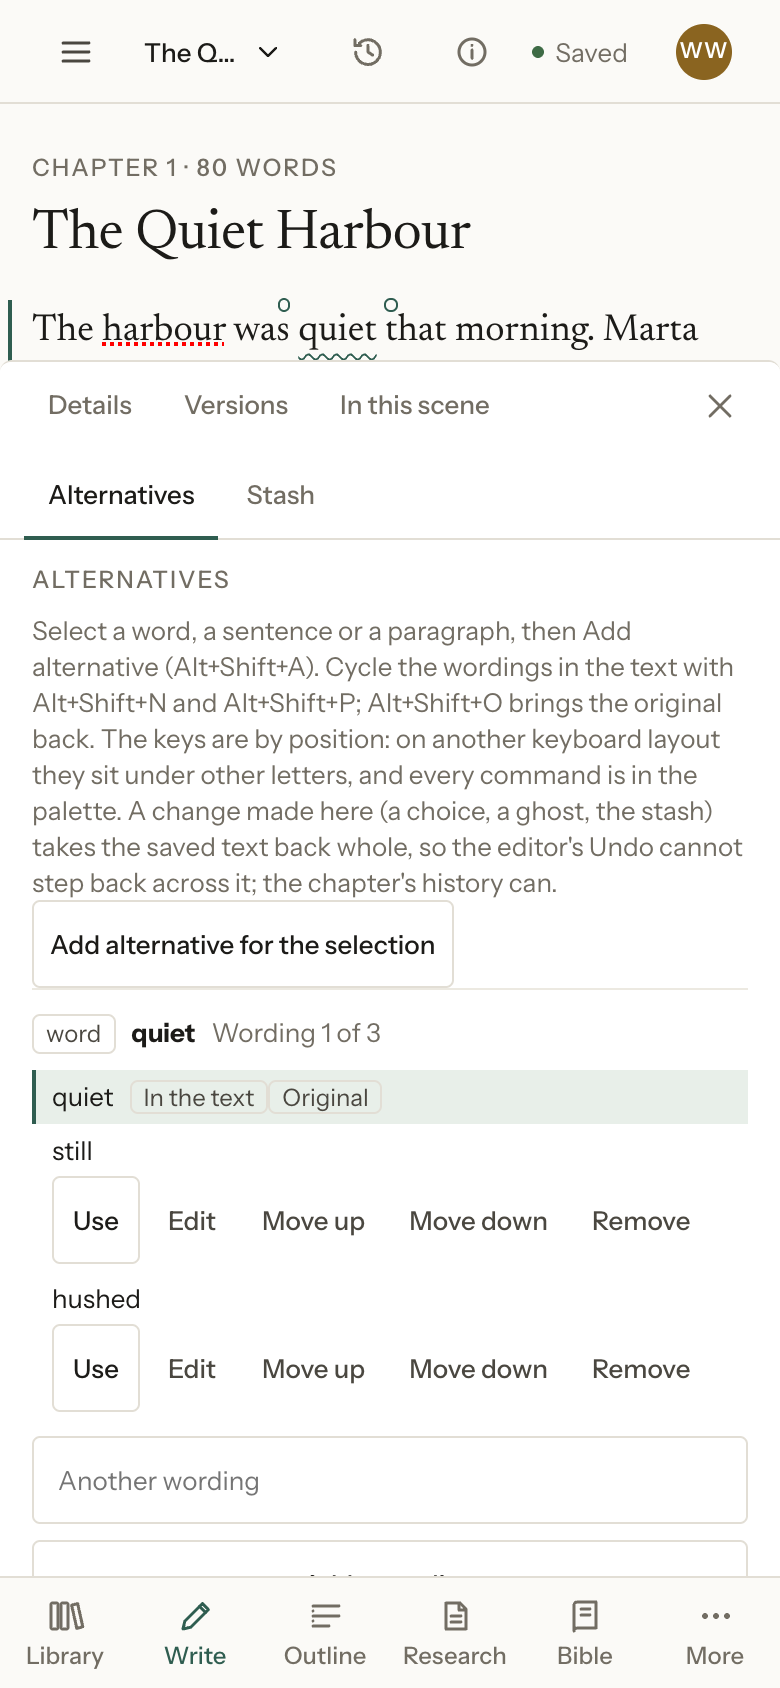 The Q...
Saved
WW
CHAPTER 1 · 80 WORDS
The Quiet Harbour
The harbour was quiet that morning. Marta
Details Versions In this scene
Alternatives Stash
ALTERNATIVES
Select a word, a sentence or a paragraph, then Add
alternative (Alt+Shift+A). Cycle the wordings in the text with
Alt+Shift+N and Alt+Shift+P; Alt+Shift+O brings the original
back. The keys are by position: on another keyboard layout
they sit under other letters, and every command is in the
palette. A change made here (a choice, a ghost, the stash)
takes the saved text back whole, so the editor's Undo cannot
step back across it; the chapter's history can.
Add alternative for the selection
word quiet Wording 1 of 3
quiet In the text Original
still
Use Edit Move up Move down Remove
hushed
Use Edit Move up Move down Remove
Another wording
Library Write Outline Research Bible More